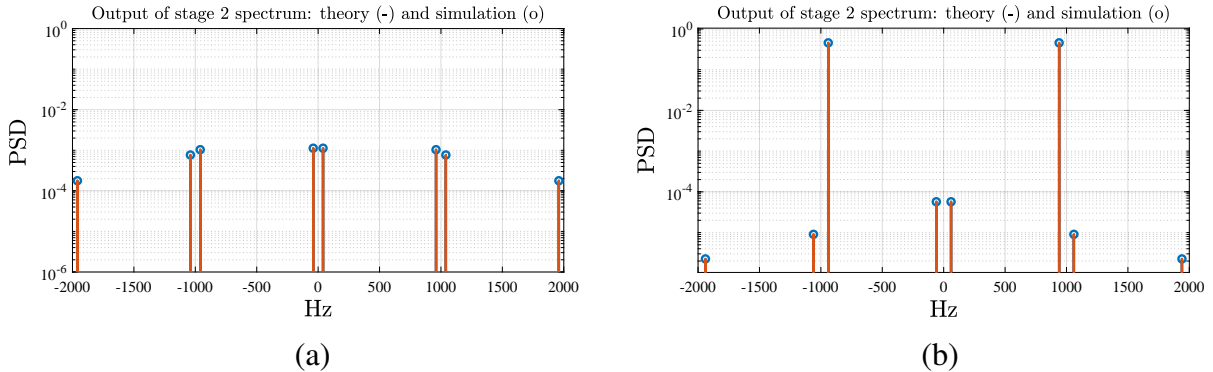 Output of stage 2 spectrum: theory (-) and simulation (o)
10^0
10^-2
10^-4
10^-6
PSD
-2000 -1500 -1000 -500 0 500 1000 1500 2000
Hz
(a)
Output of stage 2 spectrum: theory (-) and simulation (o)
10^0
10^-2
10^-4
PSD
-2000 -1500 -1000 -500 0 500 1000 1500 2000
Hz
(b)